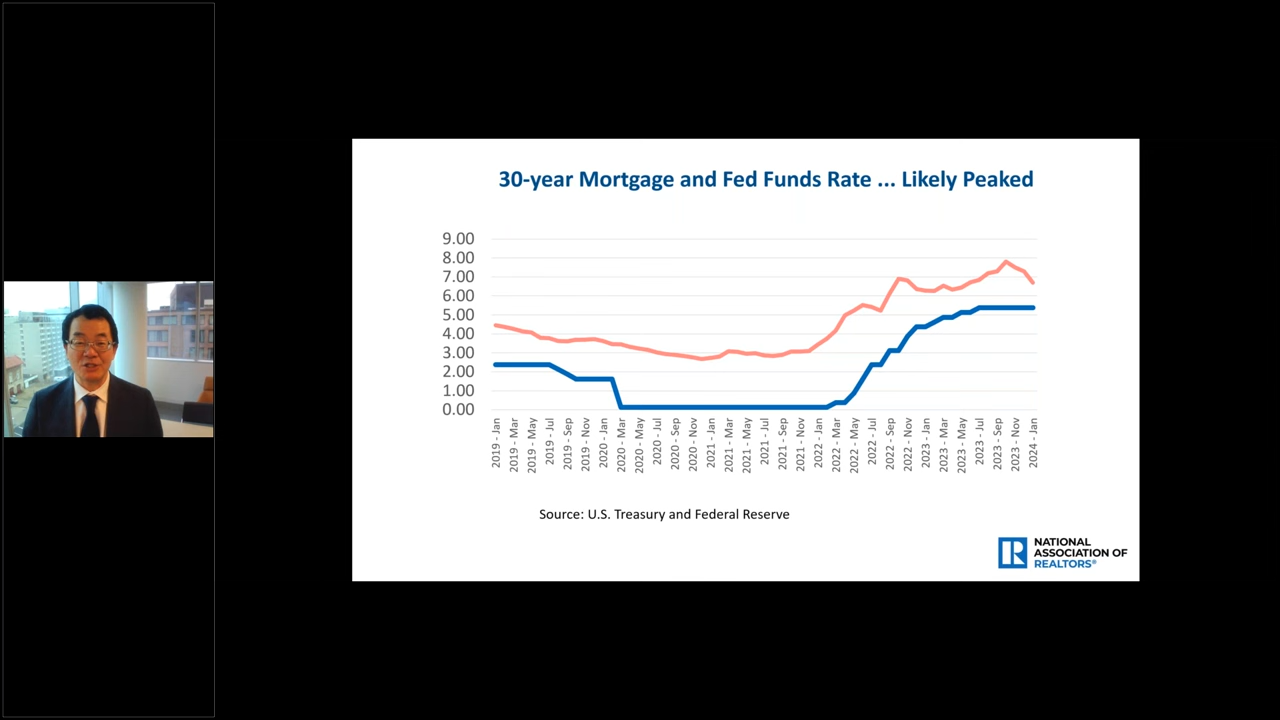 30-year Mortgage and Fed Funds Rate ... Likely Peaked
9.00
8.00
7.00
6.00
5.00
4.00
3.00
2.00
1.00
0.00
2019 - Jan
2019 - Mar
2019 - May
2019 - Jul
2019 - Sep
2019 - Nov
2020 - Jan
2020 - Mar
2020 - May
2020 - Jul
2020 - Sep
2020 - Nov
2021 - Jan
2021 - Mar
2021 - May
2021 - Jul
2021 - Sep
2021 - Nov
2022 - Jan
2022 - Mar
2022 - May
2022 - Jul
2022 - Sep
2022 - Nov
2023 - Jan
2023 - Mar
2023 - May
2023 - Jul
2023 - Sep
2023 - Nov
2024 - Jan
Source: U.S. Treasury and Federal Reserve
NATIONAL
ASSOCIATION OF
REALTORS®